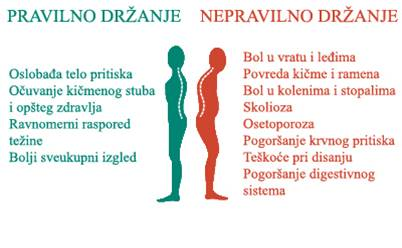 PRAVILNO DRŽANJE
Oslobađa telo pritiska
Očuvanje kičmenog stuba
i opšteg zdravlja
Ravnomerni raspored
težine
Bolji sveukupni izgled
NEPRAVILNO DRŽANJE
Bol u vratu i leđima
Povreda kičme i ramena
Bol u kolenima i stopalima
Skolioza
Osetoporoza
Pogoršanje krvnog pritiska
Teškoće pri disanju
Pogoršanje digestivnog
sistema